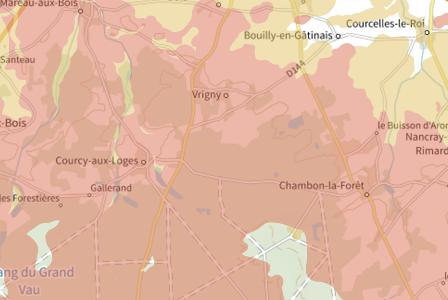 Mareau-aux-Bois
Courcelles-le-Roi
Bouilly-en-Gâtinais
Santeau
D144
Vrigny
x-Bois
le Buisson d'Aron
Nancray-
Rimard
Courcy-aux-Loges
Gallerand
Chambon-la-Forêt
les Forestières
ang du Grand
Vau